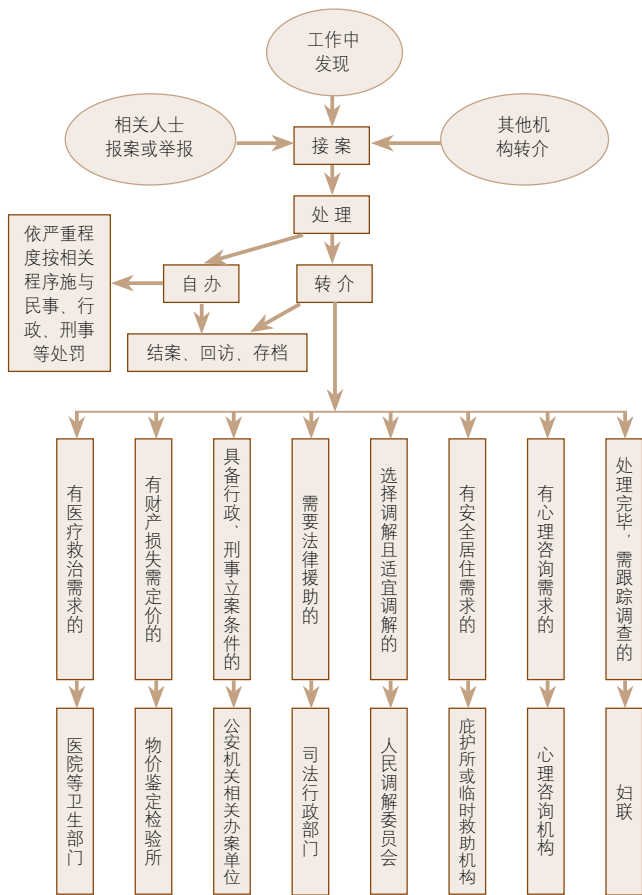 工作中
发现
相关人士
报案或举报
其他机
构转介
接案
处理
依严重程
度按相关
程序施与
民事、行
政、刑事
等处罚
自办
转介
结案、回访、存档
有医疗救治需求的
有财产损失需定价的
具备行政、刑事立案条件的
需要法律援助的
选择调解且适宜调解的
有安全居住需求的
有心理咨询需求的
处理完毕，需跟踪调查的
医院等卫生部门
物价鉴定检验所
公安机关相关办案单位
司法行政部门
人民调解委员会
庇护所或临时救助机构
心理咨询机构
妇联